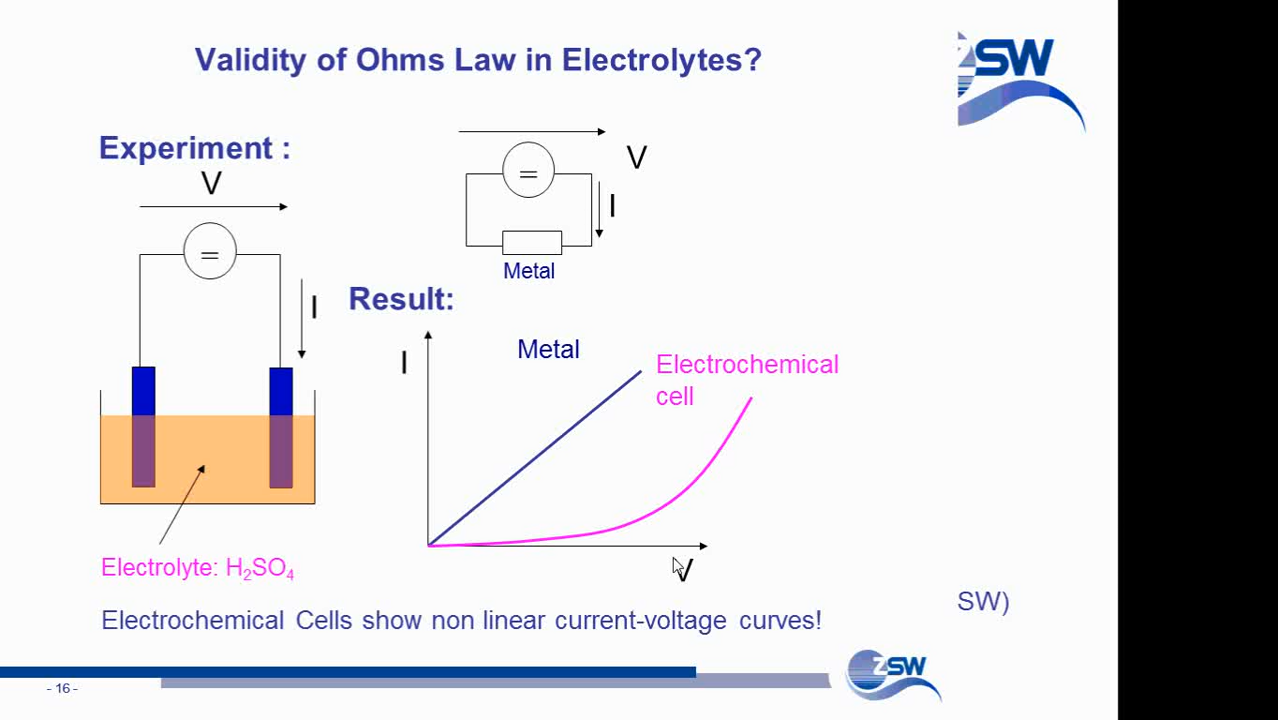 Validity of Ohms Law in Electrolytes?
ZSW
Experiment :
V
I
=
V
=
I
Metal
Result:
I
Metal
Electrochemical
cell
V
Electrolyte: H₂SO₄
SW)
Electrochemical Cells show non linear current-voltage curves!
ZSW
- 16 -